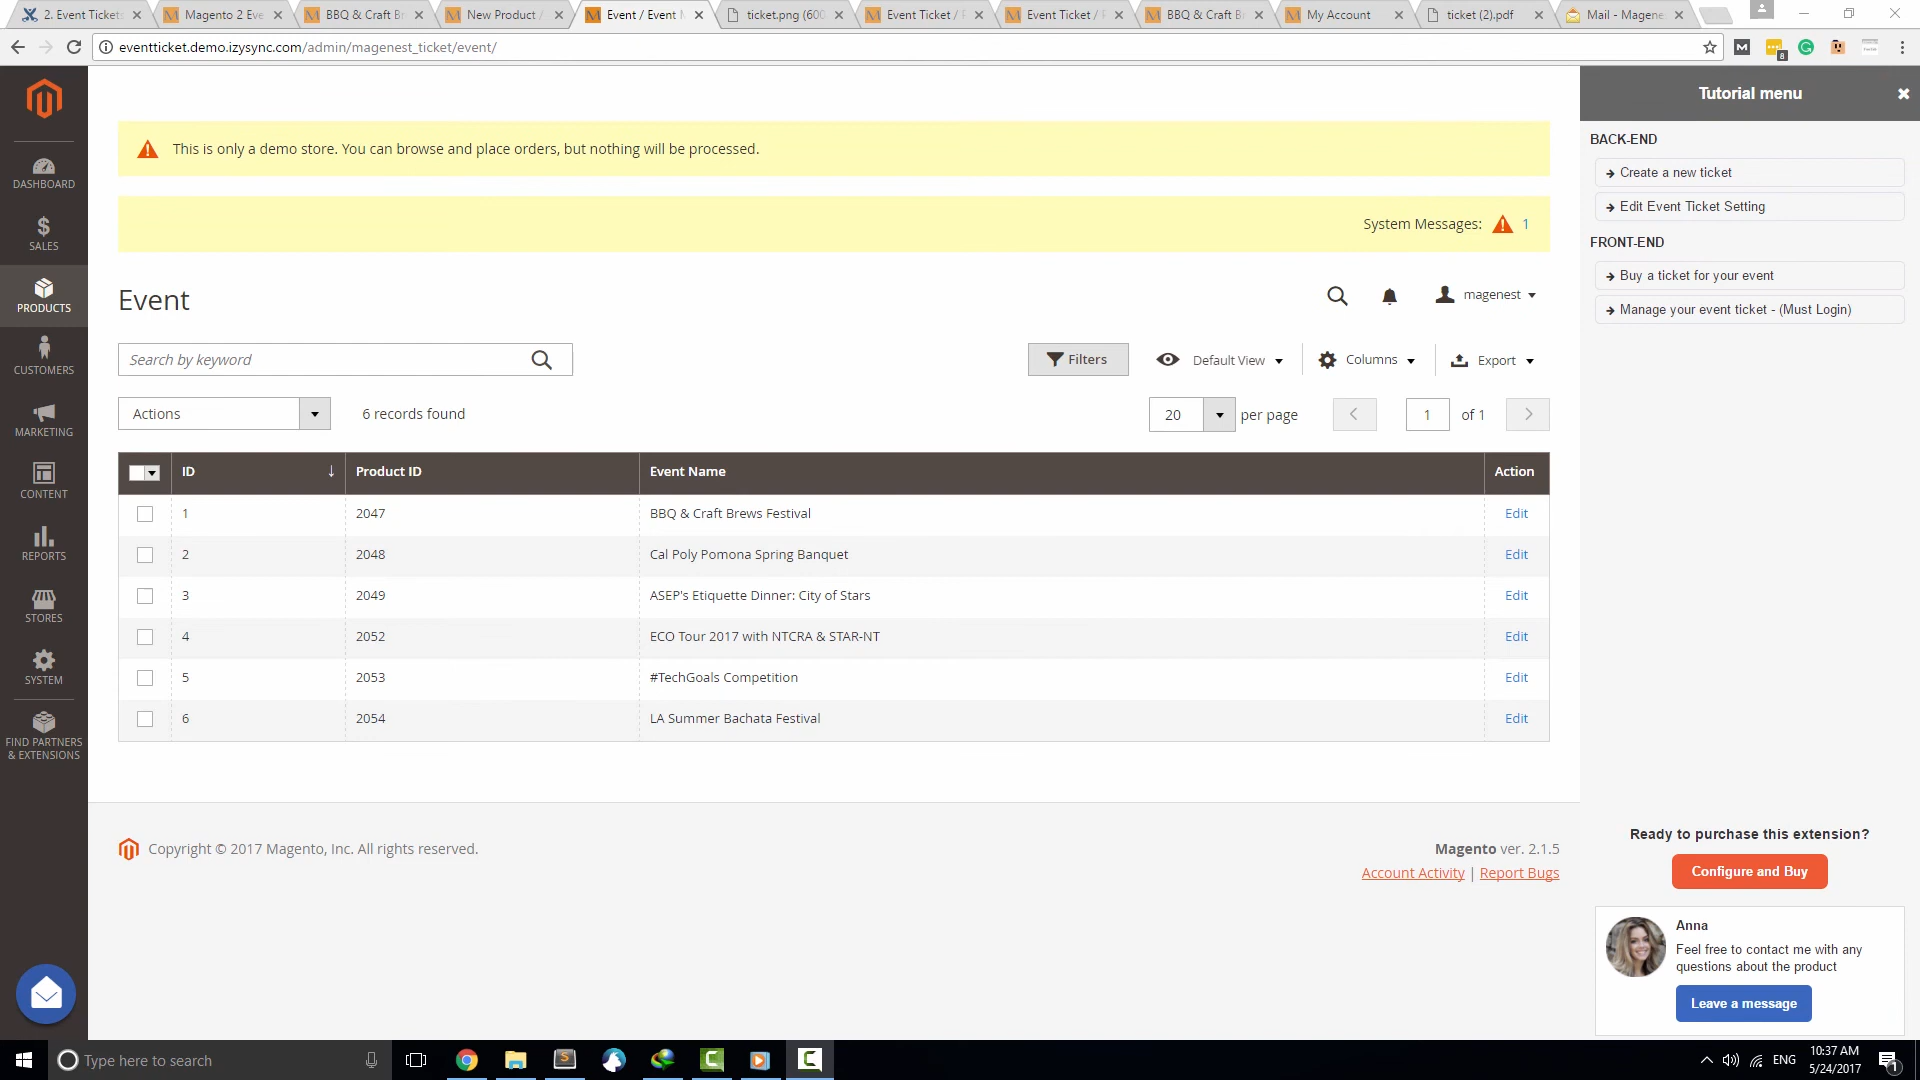 2. Event Tickets
Magento 2 Eve
BBQ & Craft B
New Product /
Event / Event
ticket.png (600
Event Ticket /
Event Ticket /
BBQ & Craft B
My Account
ticket (2).pdf
Mail - Magene
eventticket.demo.izysync.com/admin/magenest_ticket/event/
8
DASHBOARD
SALES
PRODUCTS
CUSTOMERS
MARKETING
CONTENT
REPORTS
STORES
SYSTEM
FIND PARTNERS
& EXTENSIONS
This is only a demo store. You can browse and place orders, but nothing will be processed.
System Messages: 1
Event
magenest
Search by keyword
Filters
Default View
Columns
Export
Actions
6 records found
20 per page
1 of 1
ID Product ID Event Name Action
1 2047 BBQ & Craft Brews Festival Edit
2 2048 Cal Poly Pomona Spring Banquet Edit
3 2049 ASEP's Etiquette Dinner: City of Stars Edit
4 2052 ECO Tour 2017 with NTCRA & STAR-NT Edit
5 2053 #TechGoals Competition Edit
6 2054 LA Summer Bachata Festival Edit
Copyright © 2017 Magento, Inc. All rights reserved.
Magento ver. 2.1.5
Account Activity | Report Bugs
Tutorial menu
BACK-END
Create a new ticket
Edit Event Ticket Setting
FRONT-END
Buy a ticket for your event
Manage your event ticket - (Must Login)
Ready to purchase this extension?
Configure and Buy
Anna
Feel free to contact me with any
questions about the product
Leave a message
Type here to search
ENG
10:37 AM
5/24/2017
1